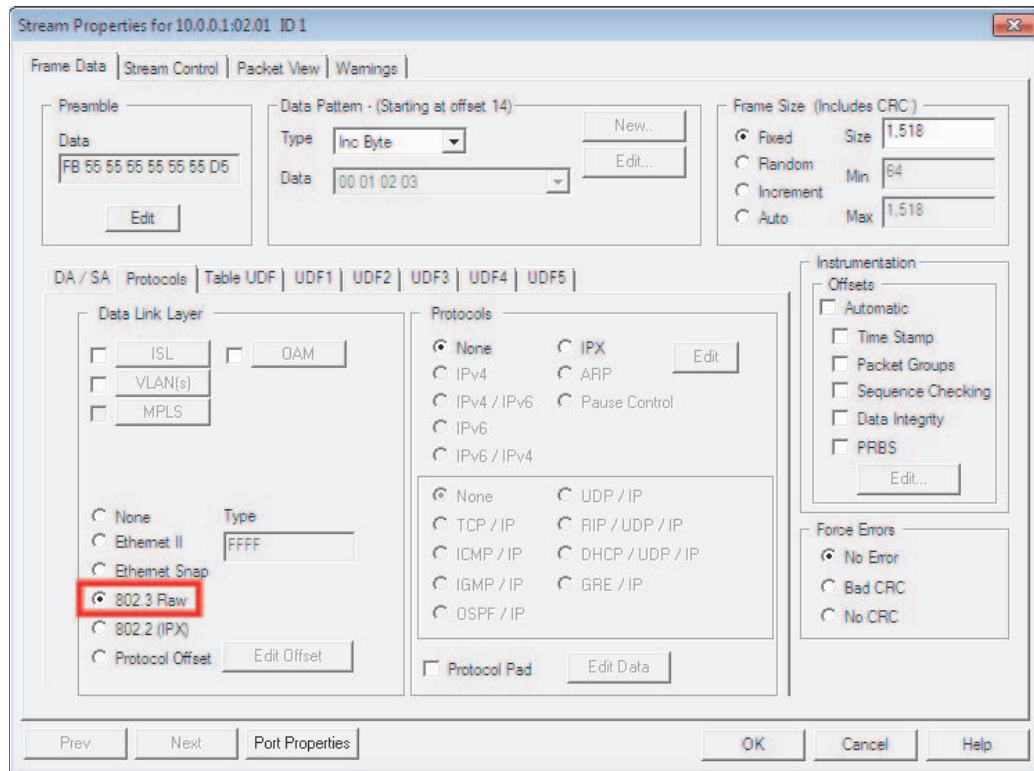 Stream Properties for 10.0.0.1:02.01 ID 1
Frame Data Stream Control Packet View Warnings
Preamble
Data
FB 55 55 55 55 55 55 D5
Edit
Data Pattern - (Starting at offset 14)
Type Inc Byte
New..
Data 00 01 02 03
Edit...
Frame Size (Includes CRC)
Fixed Size 1,518
Random Min 64
Increment
Auto Max 1,518
DA / SA Protocols Table UDF UDF1 UDF2 UDF3 UDF4 UDF5
Data Link Layer
ISL OAM
VLAN(s)
MPLS
None Type
Ethernet II FFFF
Ethernet Snap
802.3 Raw
802.2 (IPX)
Protocol Offset Edit Offset
Protocols
None IPX Edit
IPv4 ARP
IPv4 / IPv6 Pause Control
IPv6
IPv6 / IPv4
None UDP / IP
TCP / IP RIP / UDP / IP
ICMP / IP DHCP / UDP / IP
IGMP / IP GRE / IP
OSPF / IP
Protocol Pad Edit Data
Instrumentation
Offsets
Automatic
Time Stamp
Packet Groups
Sequence Checking
Data Integrity
PRBS
Edit...
Force Errors
No Error
Bad CRC
No CRC
Prev Next Port Properties OK Cancel Help